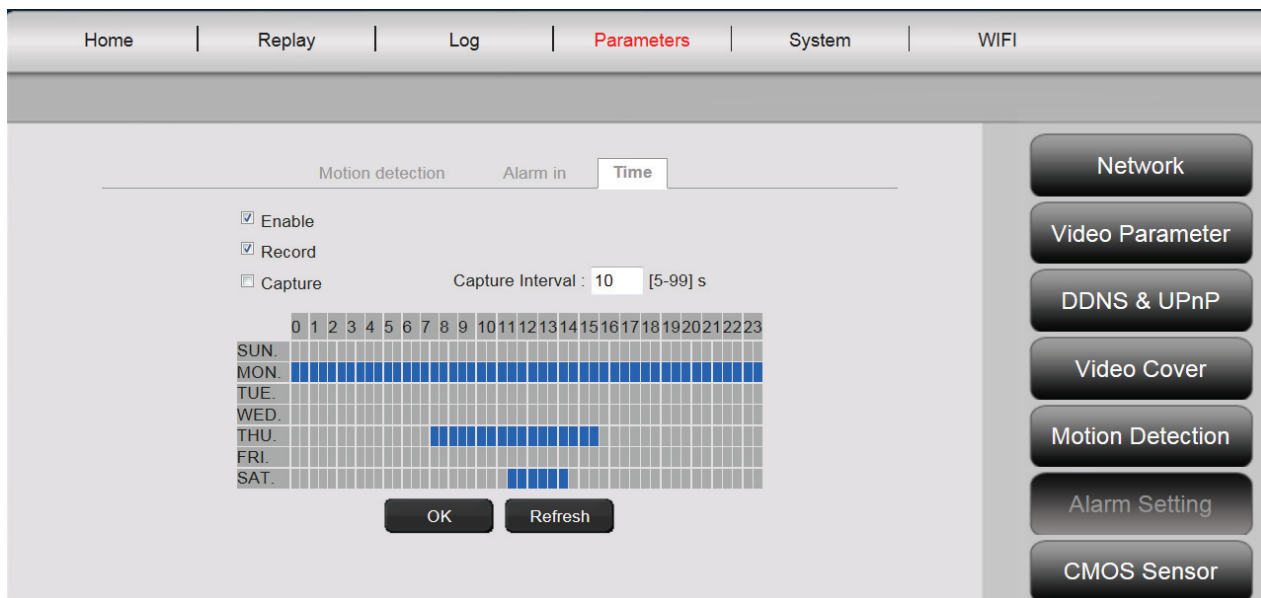 Home | Replay | Log | Parameters | System | WIFI
Motion detection Alarm in Time
Enable
Record
Capture Capture Interval : 10 [5-99] s
0 1 2 3 4 5 6 7 8 9 10 11 12 13 14 15 16 17 18 19 20 21 22 23
SUN.
MON.
TUE.
WED.
THU.
FRI.
SAT.
OK Refresh
Network
Video Parameter
DDNS & UPnP
Video Cover
Motion Detection
Alarm Setting
CMOS Sensor